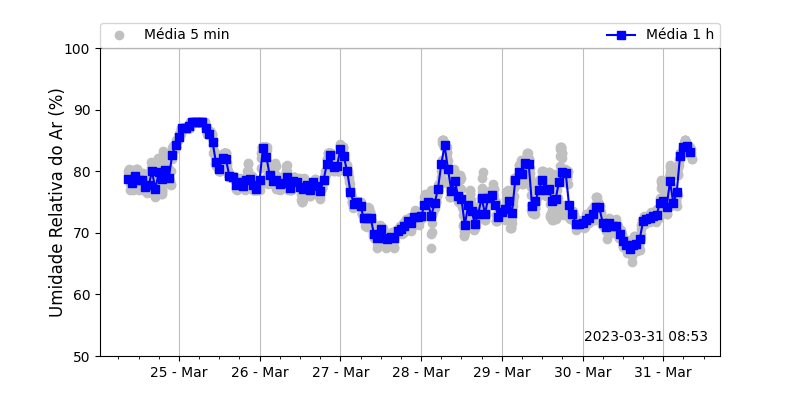 Média 5 min
Média 1 h
Umidade Relativa do Ar (%)
100
90
80
70
60
50
2023-03-31 08:53
25 - Mar
26 - Mar
27 - Mar
28 - Mar
29 - Mar
30 - Mar
31 - Mar